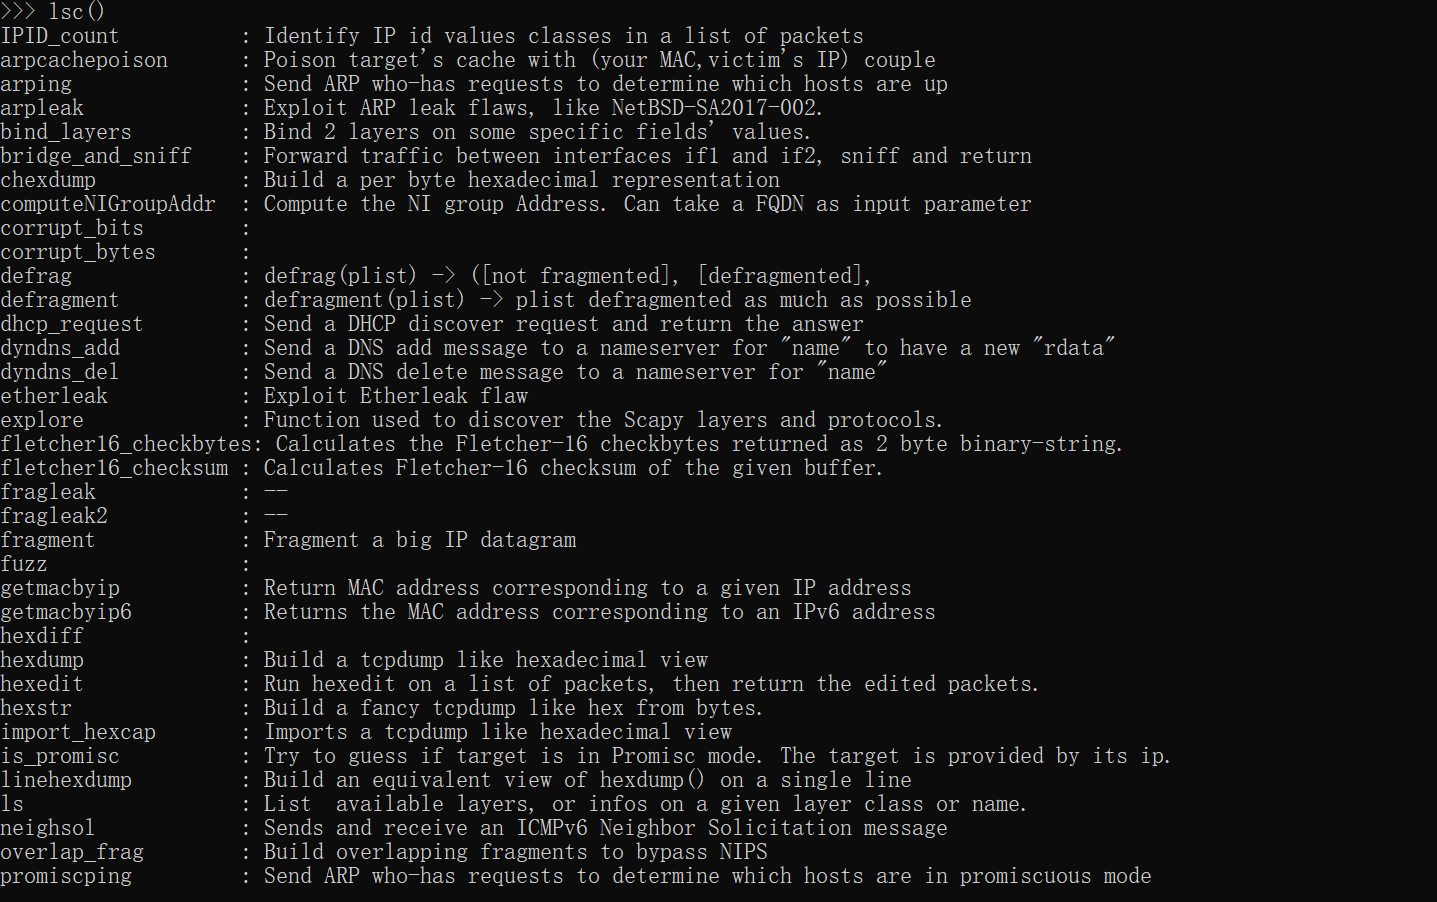 >>> lsc()
IPID_count          : Identify IP id values classes in a list of packets
arpcachepoison      : Poison target's cache with (your MAC,victim's IP) couple
arping              : Send ARP who-has requests to determine which hosts are up
arpleak             : Exploit ARP leak flaws, like NetBSD-SA2017-002.
bind_layers         : Bind 2 layers on some specific fields' values.
bridge_and_sniff    : Forward traffic between interfaces if1 and if2, sniff and return
chexdump            : Build a per byte hexadecimal representation
computeNIGroupAddr  : Compute the NI group Address. Can take a FQDN as input parameter
corrupt_bits        :
corrupt_bytes       :
defrag              : defrag(plist) -> ([not fragmented], [defragmented],
defragment          : defragment(plist) -> plist defragmented as much as possible
dhcp_request        : Send a DHCP discover request and return the answer
dyndns_add          : Send a DNS add message to a nameserver for "name" to have a new "rdata"
dyndns_del          : Send a DNS delete message to a nameserver for "name"
etherleak           : Exploit Etherleak flaw
explore             : Function used to discover the Scapy layers and protocols.
fletcher16_checkbytes: Calculates the Fletcher-16 checkbytes returned as 2 byte binary-string.
fletcher16_checksum : Calculates Fletcher-16 checksum of the given buffer.
fragleak            : --
fragleak2           : --
fragment            : Fragment a big IP datagram
fuzz                :
getmacbyip          : Return MAC address corresponding to a given IP address
getmacbyip6         : Returns the MAC address corresponding to an IPv6 address
hexdiff             :
hexdump             : Build a tcpdump like hexadecimal view
hexedit             : Run hexedit on a list of packets, then return the edited packets.
hexstr              : Build a fancy tcpdump like hex from bytes.
import_hexcap       : Imports a tcpdump like hexadecimal view
is_promisc          : Try to guess if target is in Promisc mode. The target is provided by its ip.
linehexdump         : Build an equivalent view of hexdump() on a single line
ls                  : List  available layers, or infos on a given layer class or name.
neighsol            : Sends and receive an ICMPv6 Neighbor Solicitation message
overlap_frag        : Build overlapping fragments to bypass NIPS
promiscping         : Send ARP who-has requests to determine which hosts are in promiscuous mode